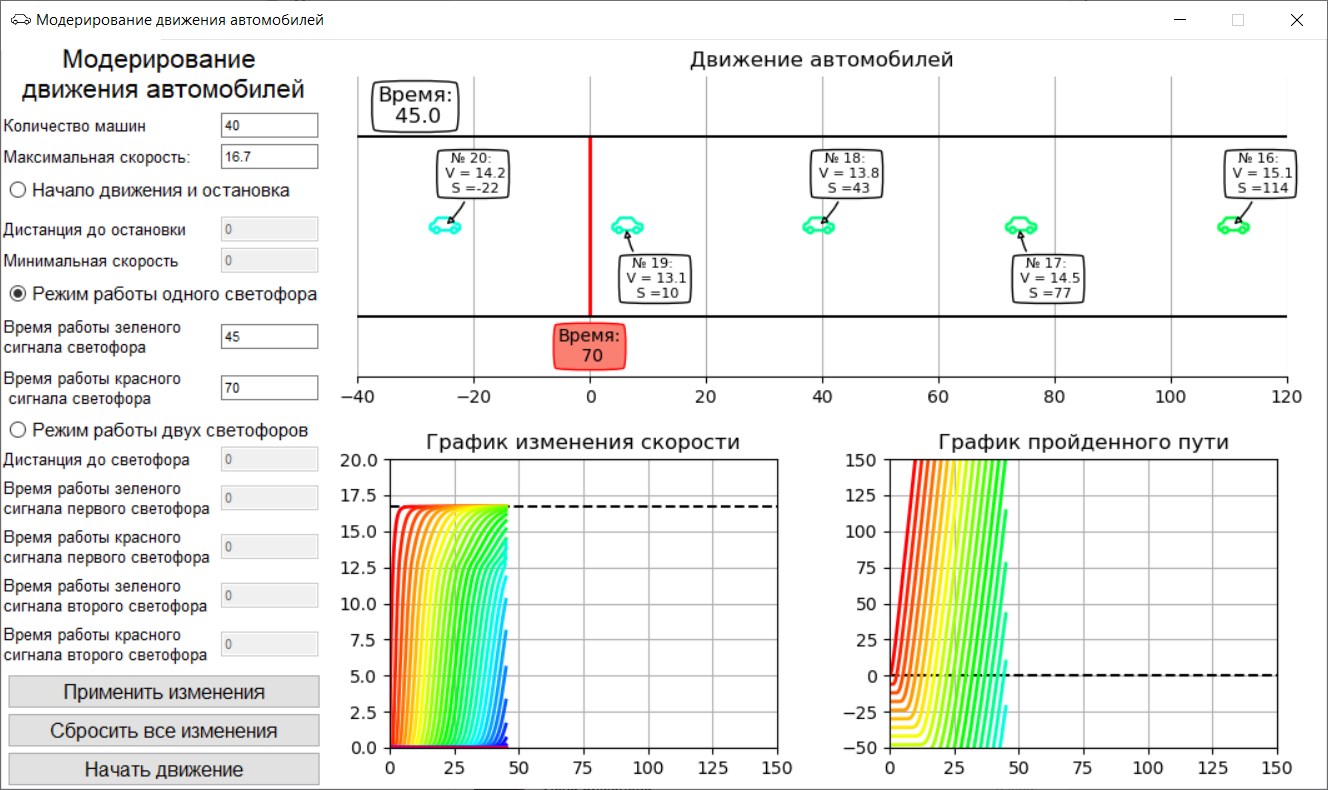 Модерирование движения автомобилей
Модерирование
движения автомобилей
Количество машин
40
Максимальная скорость:
16.7
Начало движения и остановка
Дистанция до остановки
0
Минимальная скорость
0
Режим работы одного светофора
Время работы зеленого
сигнала светофора
45
Время работы красного
сигнала светофора
70
Режим работы двух светофоров
Дистанция до светофора
0
Время работы зеленого
сигнала первого светофора
0
Время работы красного
сигнала первого светофора
0
Время работы зеленого
сигнала второго светофора
0
Время работы красного
сигнала второго светофора
0
Применить изменения
Сбросить все изменения
Начать движение
Движение автомобилей
Время:
45.0
№ 20:
V = 14.2
S =-22
№ 18:
V = 13.8
S =43
№ 16:
V = 15.1
S =114
№ 19:
V = 13.1
S =10
№ 17:
V = 14.5
S =77
Время:
70
−40 −20 0 20 40 60 80 100 120
График изменения скорости
20.0
17.5
15.0
12.5
10.0
7.5
5.0
2.5
0.0
0 25 50 75 100 125 150
График пройденного пути
150
125
100
75
50
25
0
−25
−50
0 25 50 75 100 125 150